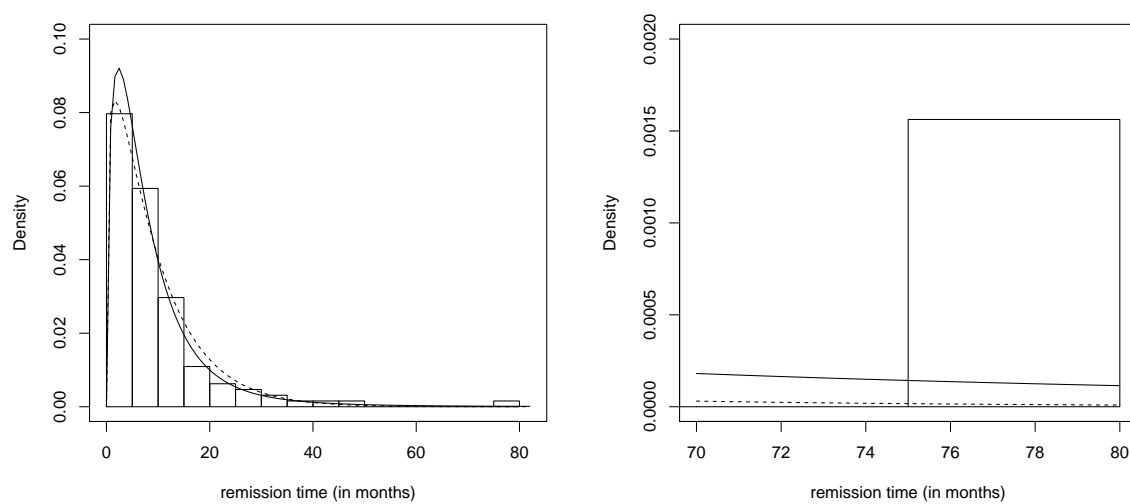 0.10
0.08
0.06
0.04
0.02
0.00
Density
0 20 40 60 80
remission time (in months)
0.0020
0.0015
0.0010
0.0005
0.0000
Density
70 72 74 76 78 80
remission time (in months)